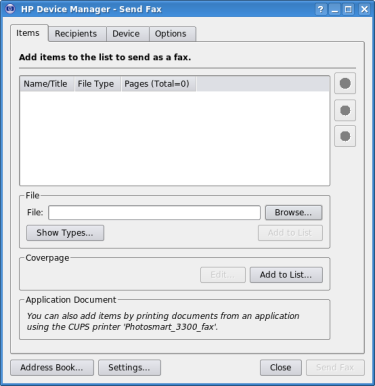 HP Device Manager - Send Fax
Items Recipients Device Options
Add items to the list to send as a fax.
Name/Title File Type Pages (Total=0)
File
File: Browse...
Show Types... Add to List
Coverpage
Edit... Add to List...
Application Document
You can also add items by printing documents from an application
using the CUPS printer 'Photosmart_3300_fax'.
Address Book... Settings... Close Send Fax